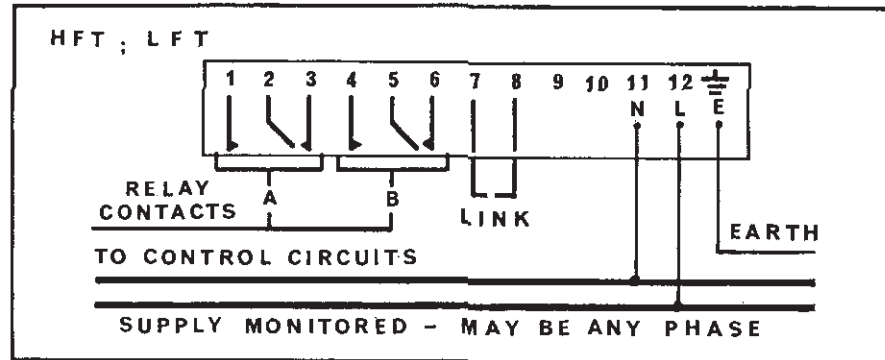 HFT ; LFT
1 2 3 4 5 6 7 8 9 10 11 12
N L E
RELAY
CONTACTS
A B
LINK
EARTH
TO CONTROL CIRCUITS
SUPPLY MONITORED - MAY BE ANY PHASE